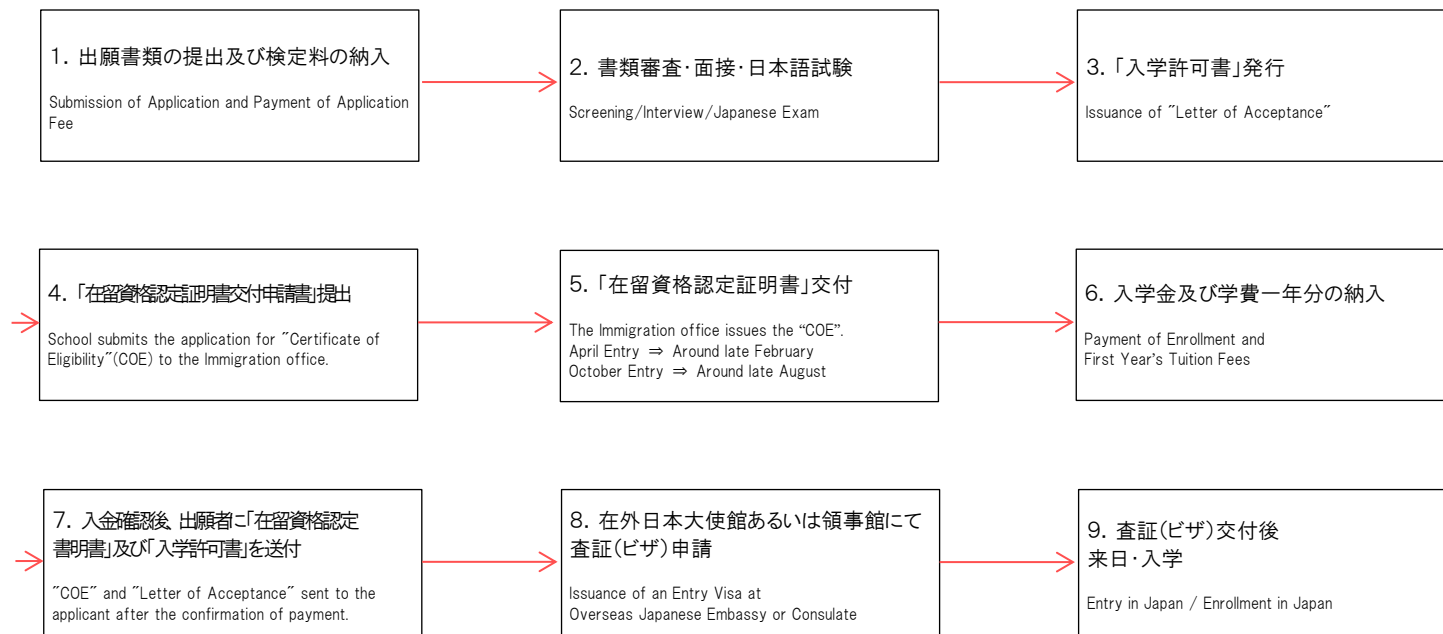 1. 出願書類の提出及び検定料の納入
Submission of Application and Payment of Application
Fee
2. 書類審査・面接・日本語試験
Screening/Interview/Japanese Exam
3. 「入学許可書」発行
Issuance of "Letter of Acceptance"
4. 「在留資格認定証明書交付申請書」提出
School submits the application for "Certificate of
Eligibility"(COE) to the Immigration office.
5. 「在留資格認定証明書」交付
The Immigration office issues the “COE”.
April Entry ⇒ Around late February
October Entry ⇒ Around late August
6. 入学金及び学費一年分の納入
Payment of Enrollment and
First Year's Tuition Fees
7. 入金確認後、出願者に「在留資格認定
書明書」及び「入学許可書」を送付
"COE" and "Letter of Acceptance" sent to the
applicant after the confirmation of payment.
8. 在外日本大使館あるいは領事館にて
査証(ビザ)申請
Issuance of an Entry Visa at
Overseas Japanese Embassy or Consulate
9. 査証(ビザ)交付後
来日・入学
Entry in Japan / Enrollment in Japan